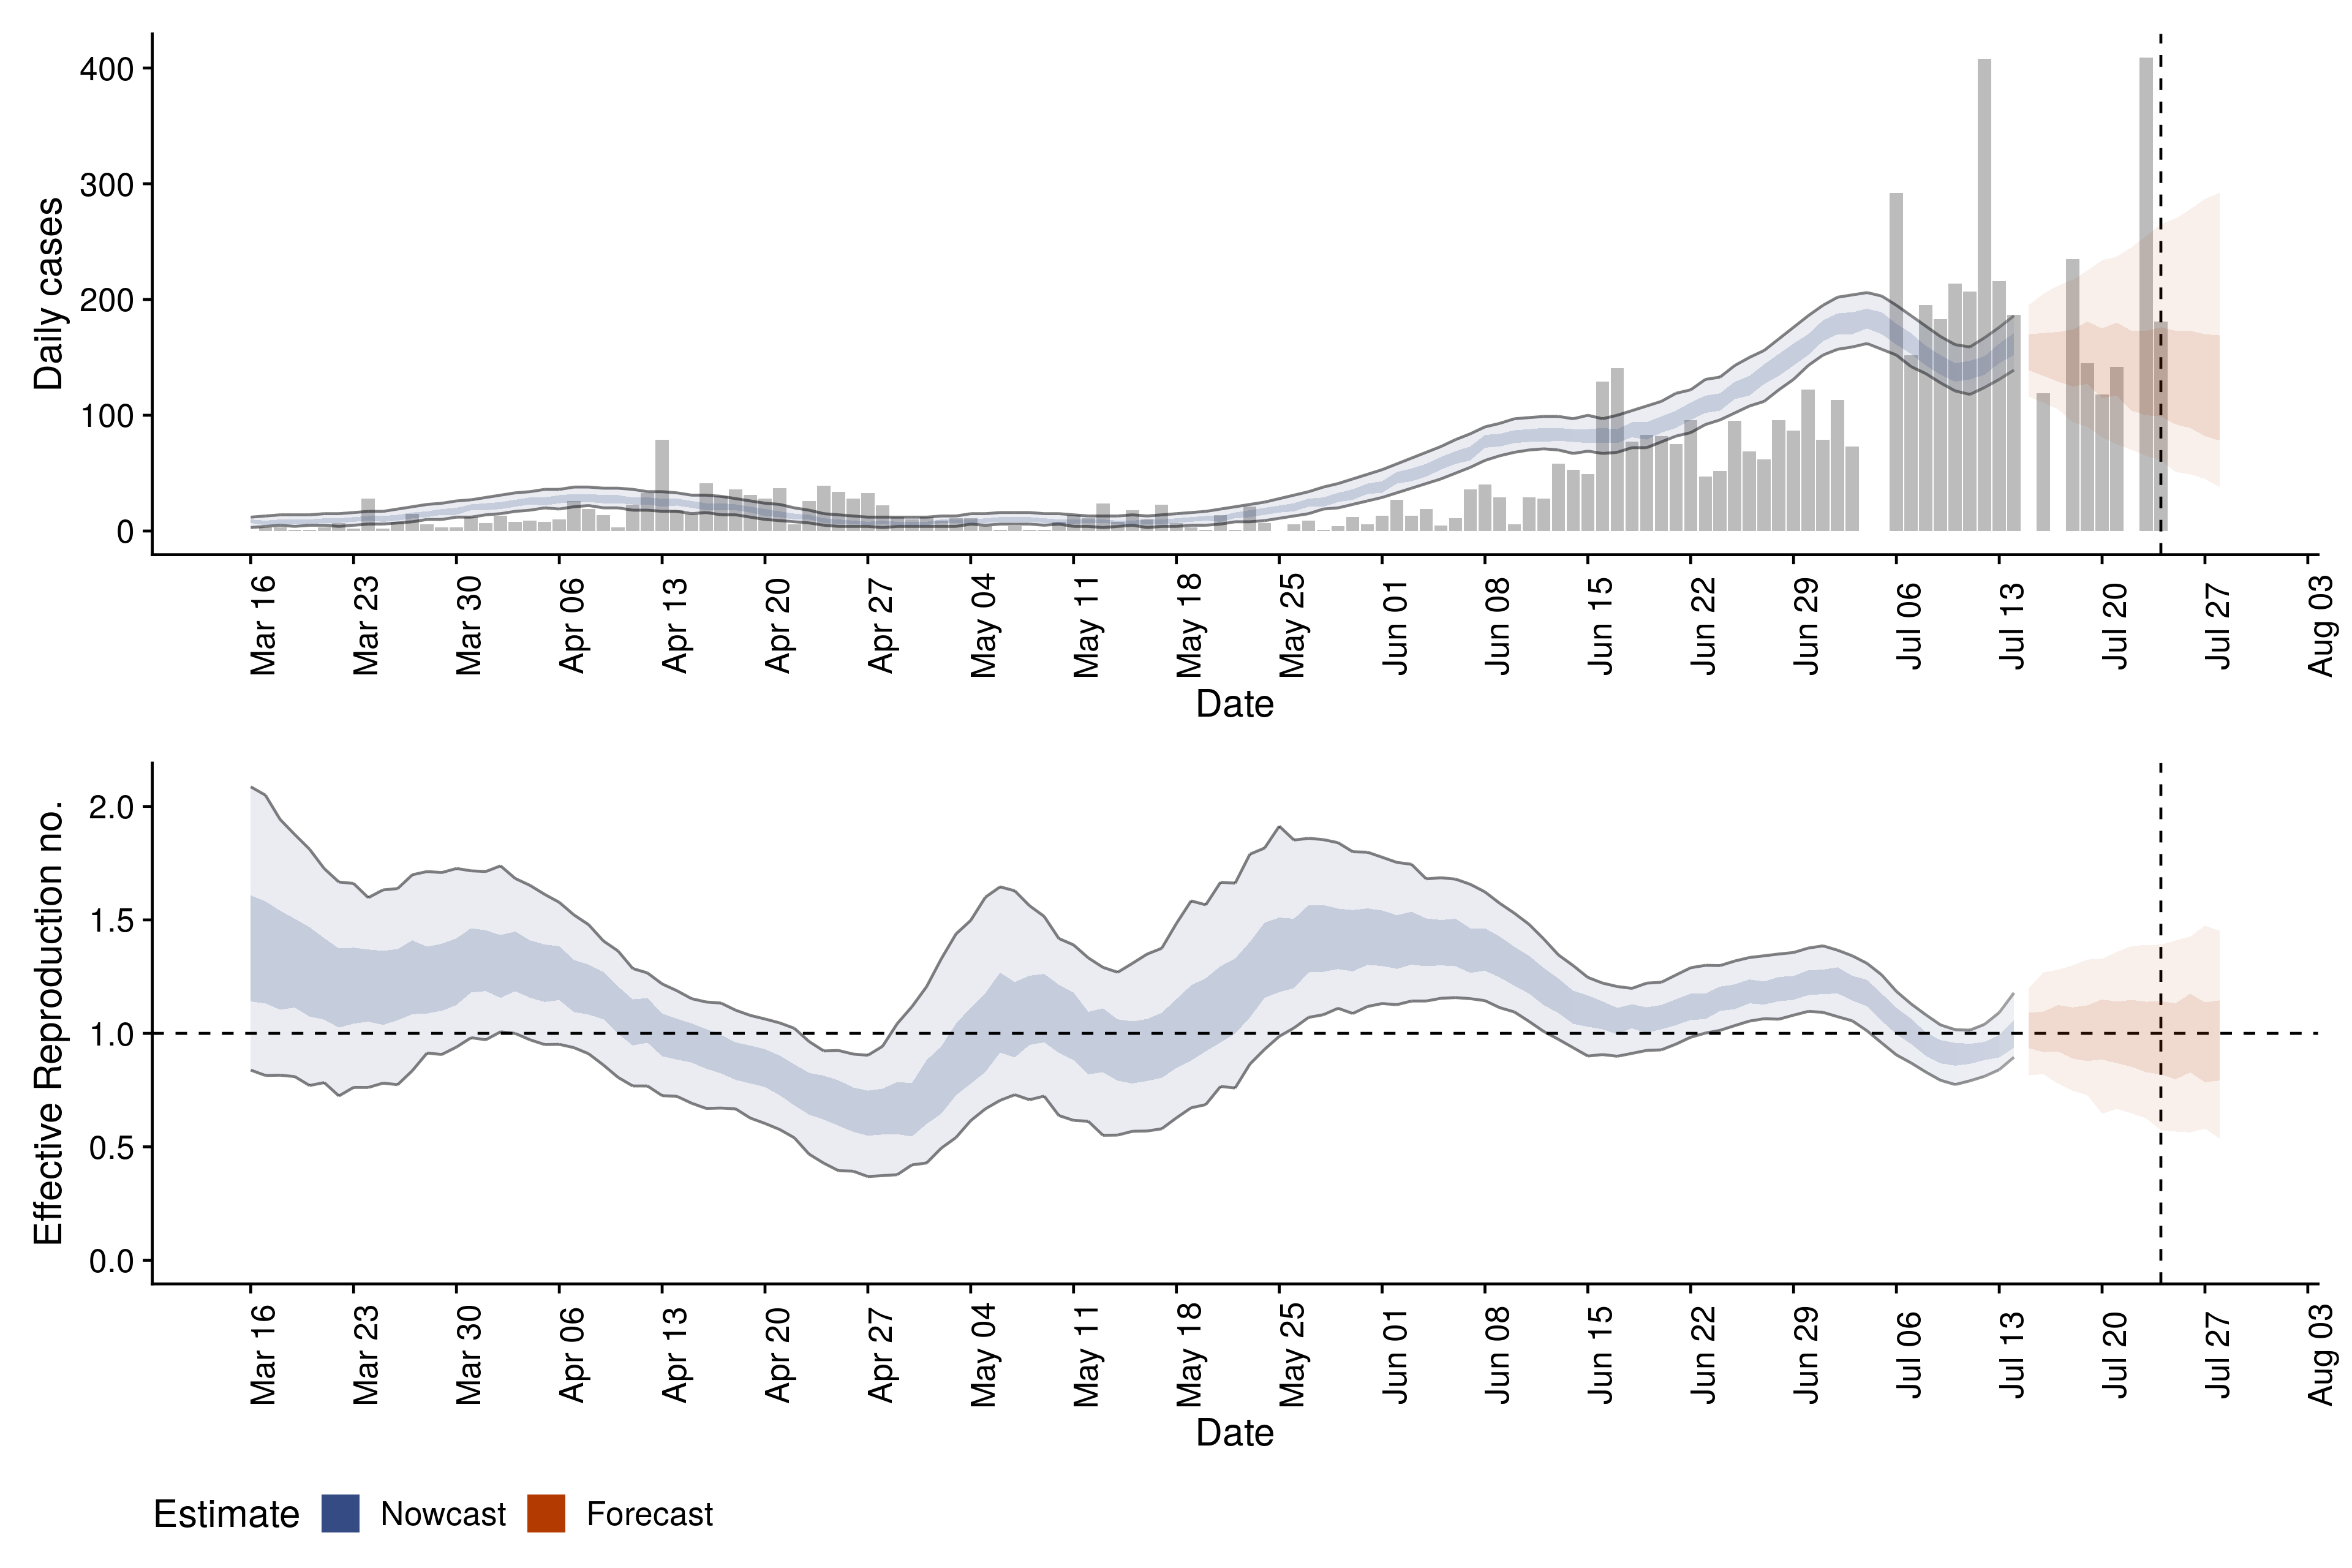 Daily cases
400
300
200
100
0
Mar 16
Mar 23
Mar 30
Apr 06
Apr 13
Apr 20
Apr 27
May 04
May 11
May 18
May 25
Jun 01
Jun 08
Jun 15
Jun 22
Jun 29
Jul 06
Jul 13
Jul 20
Jul 27
Aug 03
Date
Effective Reproduction no.
2.0
1.5
1.0
0.5
0.0
Mar 16
Mar 23
Mar 30
Apr 06
Apr 13
Apr 20
Apr 27
May 04
May 11
May 18
May 25
Jun 01
Jun 08
Jun 15
Jun 22
Jun 29
Jul 06
Jul 13
Jul 20
Jul 27
Aug 03
Date
Estimate Nowcast Forecast